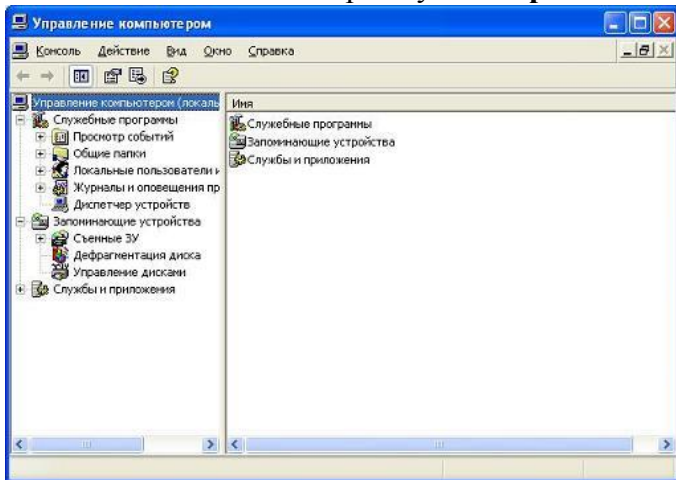 Управление компьютером
Консоль Действие Вид Окно Справка
Управление компьютером (локаль
Служебные программы
Просмотр событий
Общие папки
Локальные пользователи и
Журналы и оповещения пр
Диспетчер устройств
Запоминающие устройства
Съемные ЗУ
Дефрагментация диска
Управление дисками
Службы и приложения
Имя
Служебные программы
Запоминающие устройства
Службы и приложения